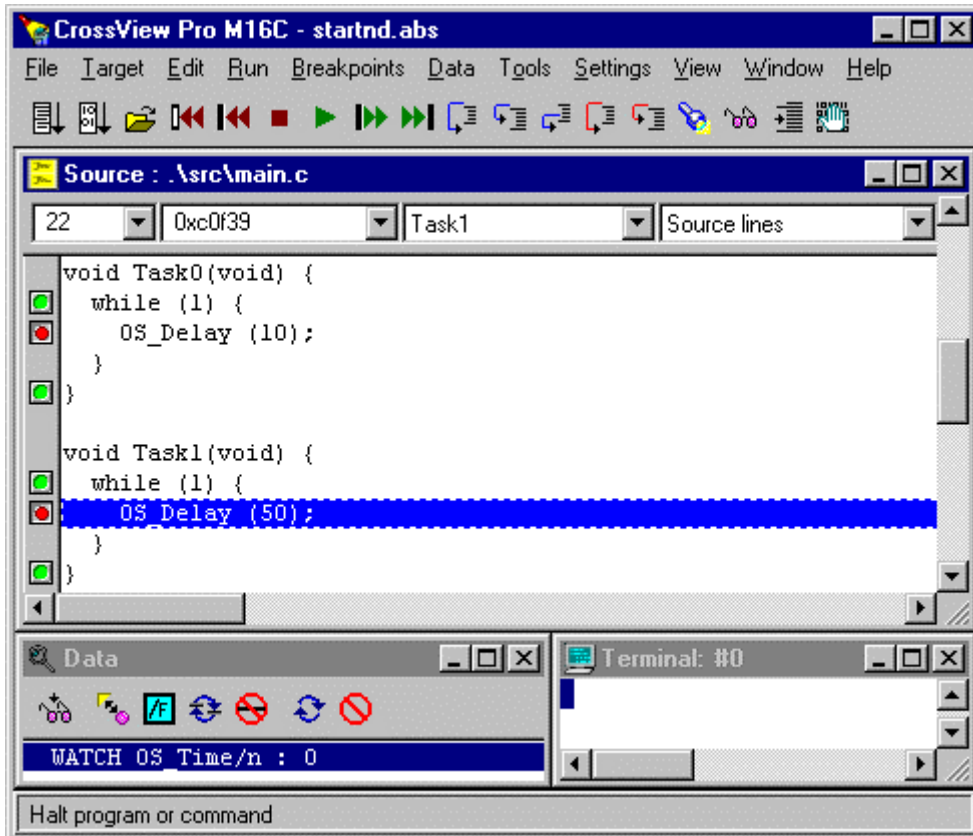 CrossView Pro M16C - startnd.abs
File Target Edit Run Breakpoints Data Tools Settings View Window Help
Source : .\src\main.c
22 0xc0f39 Task1 Source lines
void Task0(void) {
while (1) {
OS_Delay (10);
}
}
void Task1(void) {
while (1) {
OS_Delay (50);
}
}
Data
Terminal: #0
/F
WATCH OS_Time/n : 0
Halt program or command